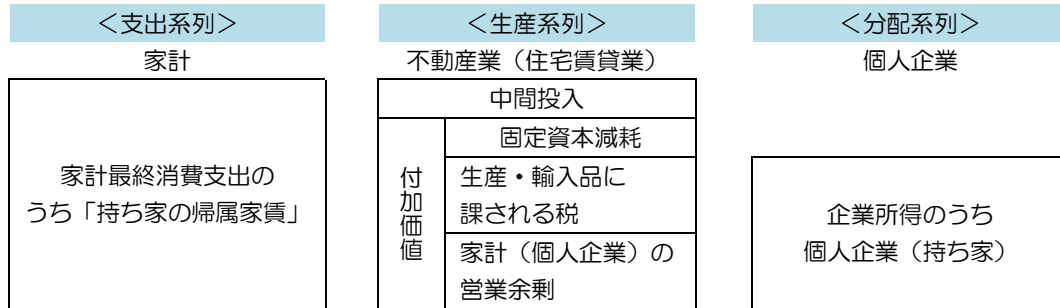 ＜支出系列＞
＜生産系列＞
＜分配系列＞
家計
不動産業（住宅賃貸業）
個人企業
家計最終消費支出の
うち「持ち家の帰属家賃」
中間投入
付加価値
固定資本減耗
生産・輸入品に
課される税
家計（個人企業）の
営業余剰
企業所得のうち
個人企業（持ち家）